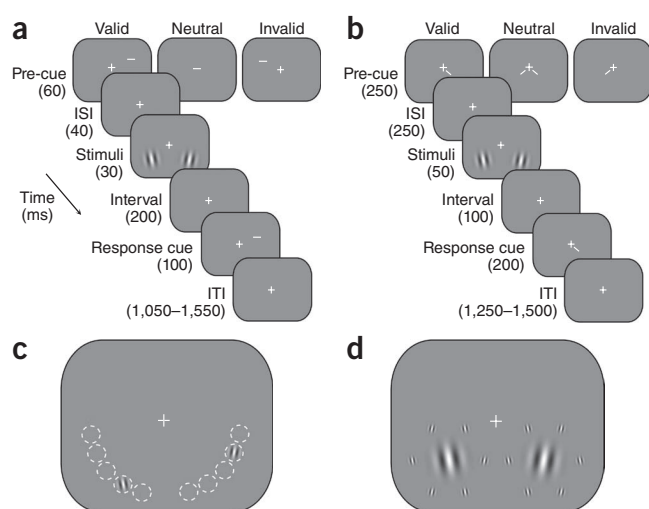 a
Valid Neutral Invalid
Pre-cue
(60)
ISI
(40)
Stimuli
(30)
Time
(ms)
Interval
(200)
Response cue
(100)
ITI
(1,050–1,550)
b
Valid Neutral Invalid
Pre-cue
(250)
ISI
(250)
Stimuli
(50)
Interval
(100)
Response cue
(200)
ITI
(1,250–1,500)
c
d